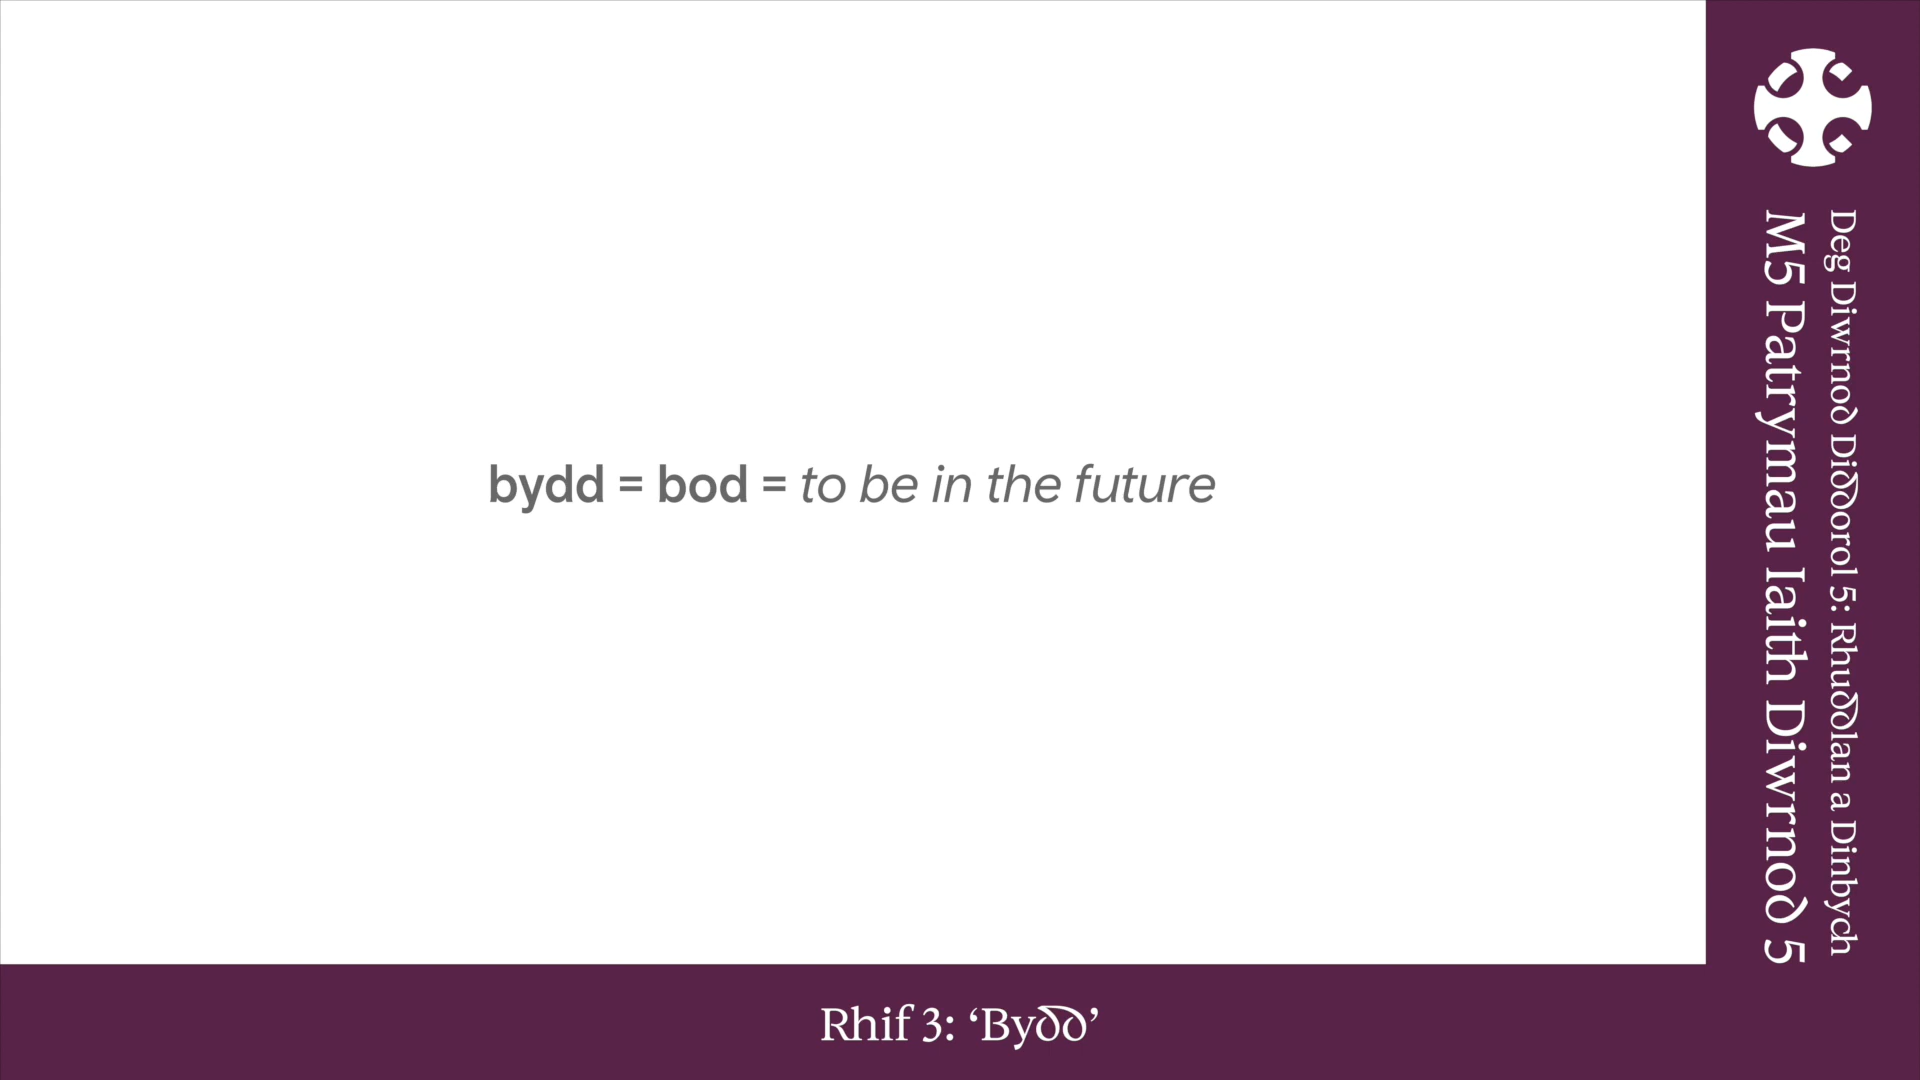 bydd = bod = to be in the future
Deg Diwrnod Diddorol 5: Rhuddlan a Dinbych
M5 Patrymau Iaith Diwrnod 5
Rhif 3: ‘Bydd’